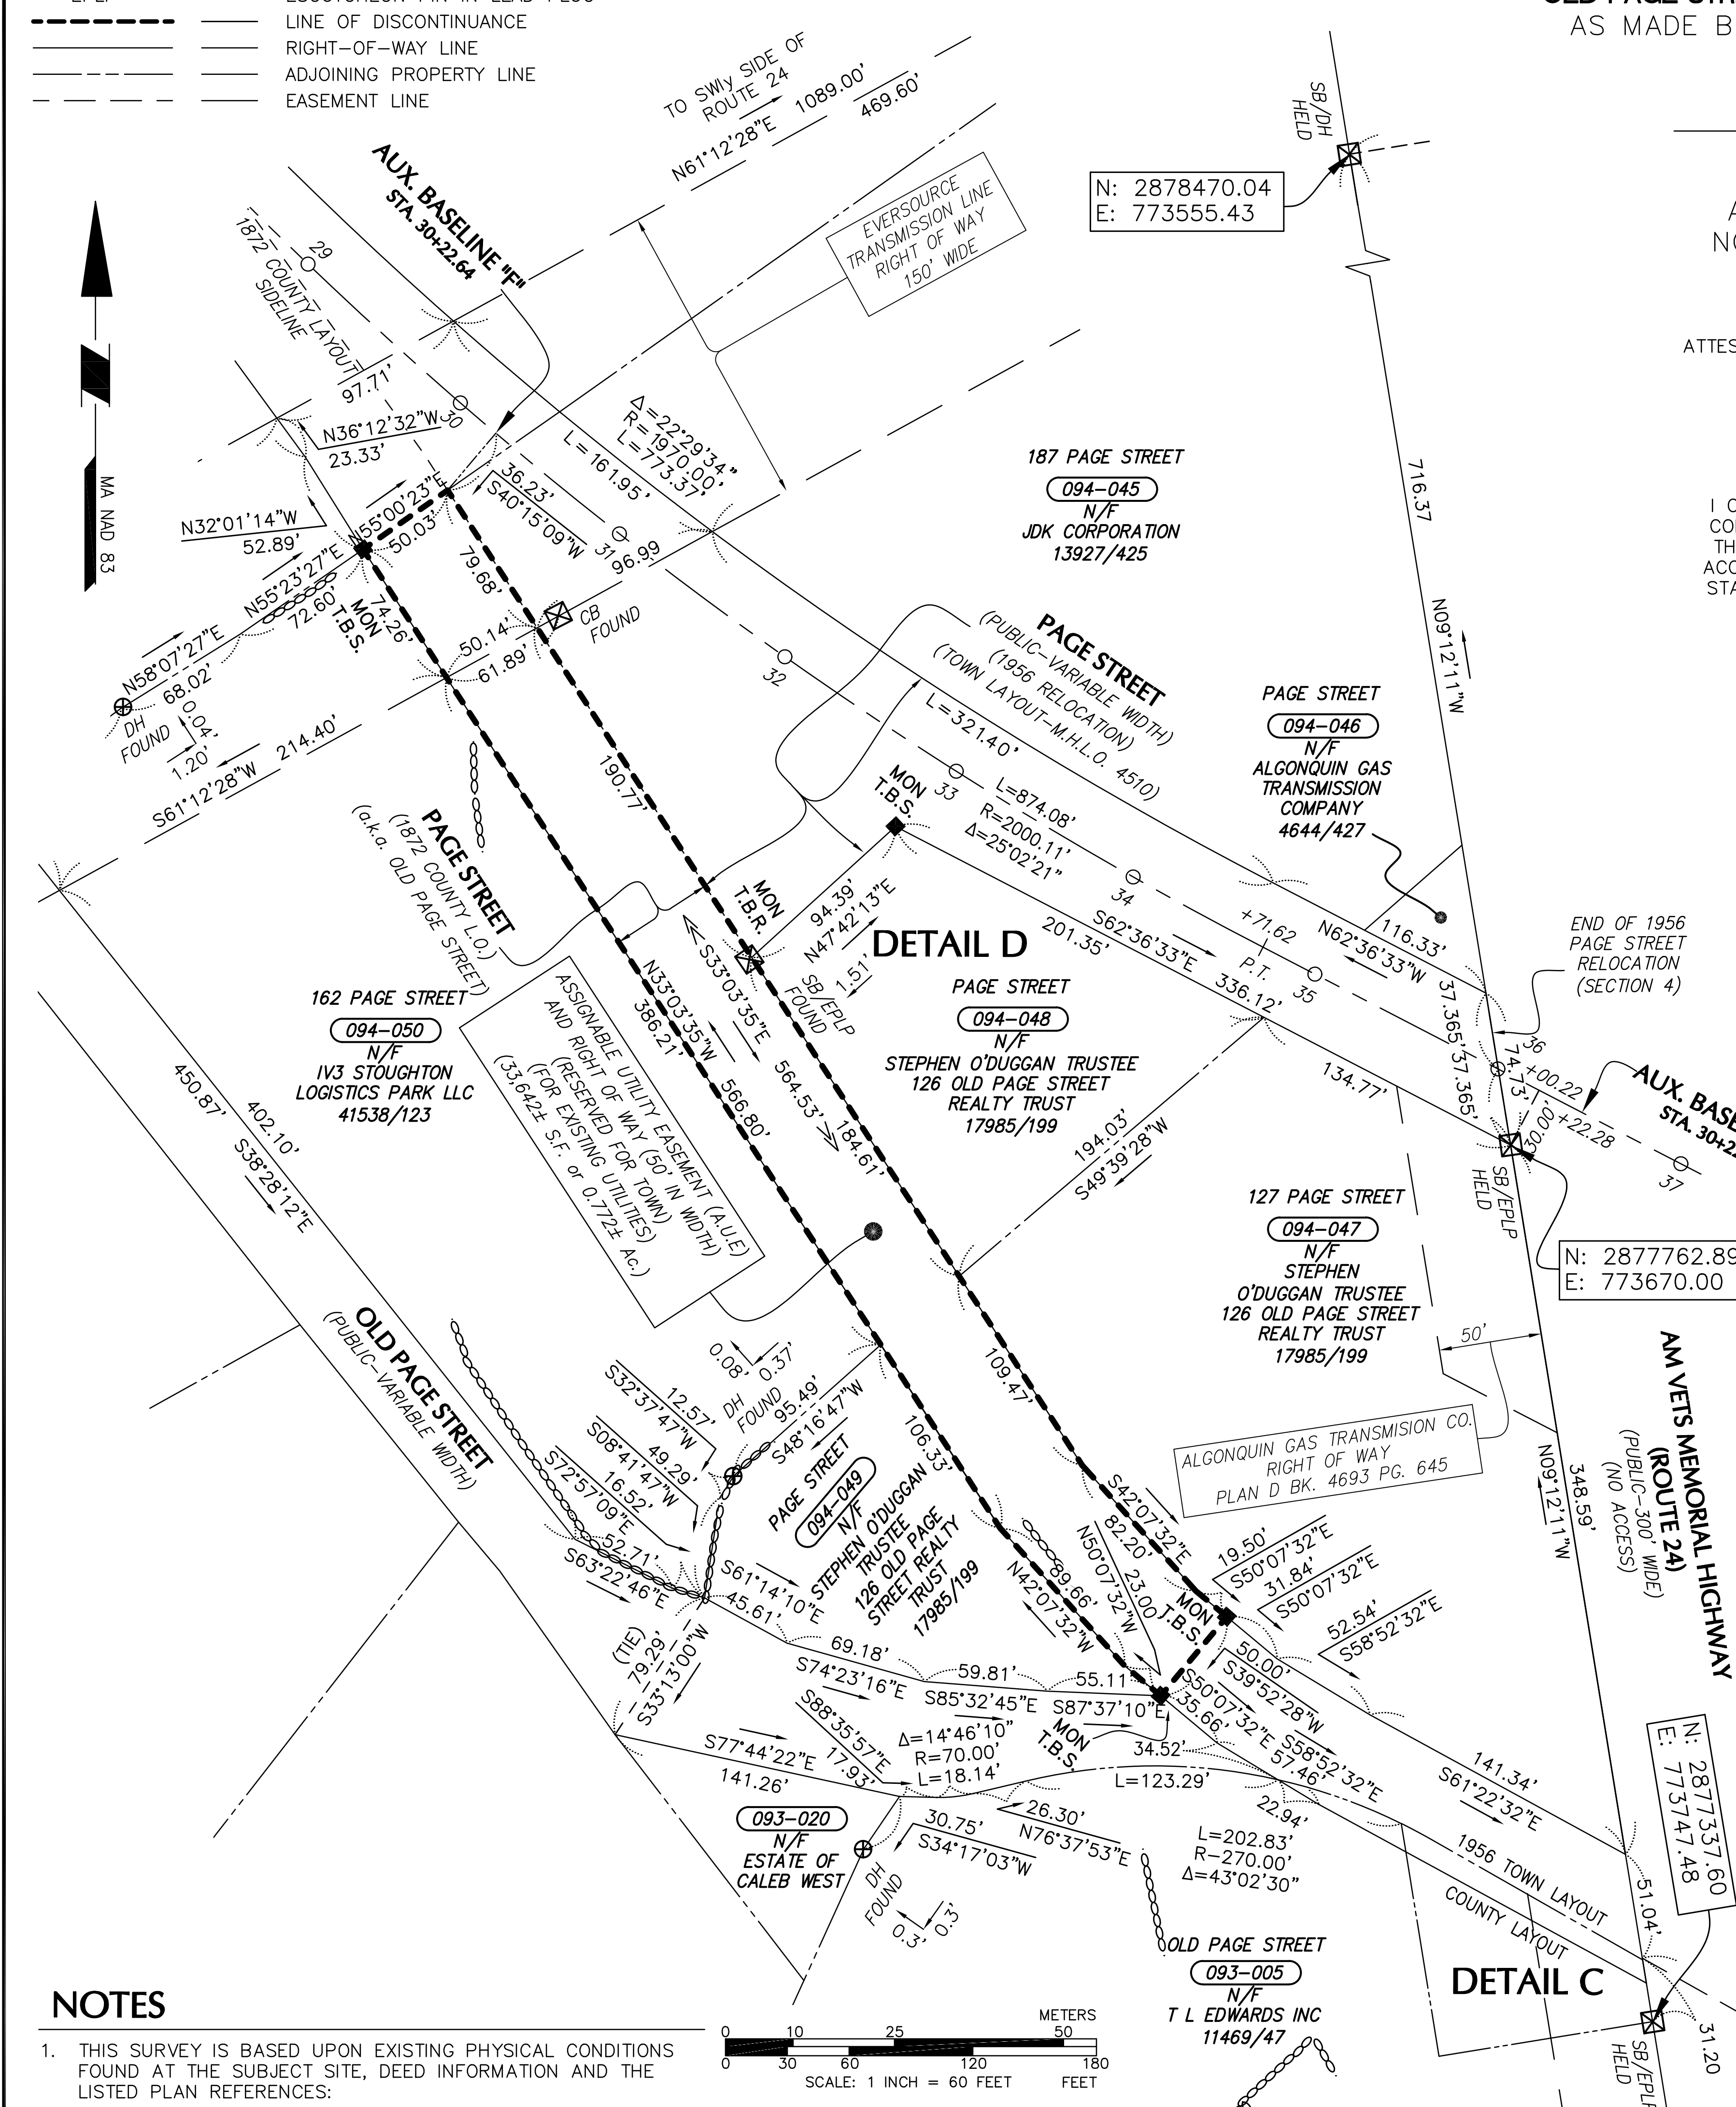 LINE OF DISCONTINUANCE
RIGHT-OF-WAY LINE
ADJOINING PROPERTY LINE
EASEMENT LINE
AS MADE B
TO SWly SIDE OF
ROUTE 24
N61°12'28"E 1089.00'
469.60'
SB/DH
HELD
N: 2878470.04
E: 773555.43
ATTES
AUX. BASELINE "F"
STA. 30+22.64
EVERSOURCE
TRANSMISSION LINE
RIGHT OF WAY
150' WIDE
1872 COUNTY LAYOUT
SIDELINE
29
97.71'
30
N36°12'32"W
23.33'
MA NAD 83
N32°01'14"W
52.89'
N55°00'23"E
50.03'
36.23'
S40°15'09"W
L=161.95'
Δ=22°29'34"
R=1970.00'
L=773.37'
31
96.99
79.68'
N55°23'27"E
72.60'
MON
T.B.S.
74.26'
50.14'
61.89'
CB
FOUND
N58°07'27"E
68.02'
DH
FOUND
0.04'
1.20'
S61°12'28"W 214.40'
187 PAGE STREET
094-045
N/F
JDK CORPORATION
13927/425
716.37
N09°12'11"W
PAGE STREET
(PUBLIC-VARIABLE WIDTH)
(1956 RELOCATION)
(TOWN LAYOUT-M.H.L.O. 4510)
32
L=321.40'
PAGE STREET
094-046
N/F
ALGONQUIN GAS
TRANSMISSION
COMPANY
4644/427
190.77'
MON
T.B.S.
33
L=874.08'
R=2000.11'
Δ=25°02'21"
34
PAGE STREET
(1872 COUNTY L.O.)
(a.k.a. OLD PAGE STREET)
MON
T.B.R.
94.39'
N47°42'13"E
1.51'
SB/EPLP
FOUND
DETAIL D
S62°36'33"E
201.35'
336.12'
+71.62
P.T.
35
N62°36'33"W
116.33'
END OF 1956
PAGE STREET
RELOCATION
(SECTION 4)
37.365'
37.365'
74.73'
36
+00.22
+22.28
30.00'
37
AUX. BASE
STA. 30+22
SB/EPLP
HELD
N: 2877762.89
E: 773670.00
162 PAGE STREET
094-050
N/F
IV3 STOUGHTON
LOGISTICS PARK LLC
41538/123
ASSIGNABLE UTILITY EASEMENT (A.U.E)
AND RIGHT OF WAY (50' IN WIDTH)
(RESERVED FOR TOWN)
(FOR EXISTING UTILITIES)
(33,642± S.F. or 0.772± Ac.)
N33°03'35"W
386.21'
566.80'
S33°03'35"E
564.53'
184.61'
PAGE STREET
094-048
N/F
STEPHEN O'DUGGAN TRUSTEE
126 OLD PAGE STREET
REALTY TRUST
17985/199
194.03'
S49°39'28"W
134.77'
127 PAGE STREET
094-047
N/F
STEPHEN
O'DUGGAN TRUSTEE
126 OLD PAGE STREET
REALTY TRUST
17985/199
50'
ALGONQUIN GAS TRANSMISION CO.
RIGHT OF WAY
PLAN D BK. 4693 PG. 645
AM VETS MEMORIAL HIGHWAY
(ROUTE 24)
(PUBLIC-300' WIDE)
(NO ACCESS)
348.59'
N09°12'11"W
450.87'
402.10'
S38°28'12"E
OLD PAGE STREET
(PUBLIC-VARIABLE WIDTH)
0.08'
0.37'
DH
FOUND
95.49'
S48°16'47"W
12.57'
S32°37'47"W
49.29'
S08°41'47"W
16.52'
S72°57'09"E
52.71'
S63°22'46"E
PAGE STREET
094-049
N/F
STEPHEN O'DUGGAN
TRUSTEE
126 OLD PAGE
STREET REALTY
TRUST
17985/199
106.33'
109.47'
S42°07'32"E
82.20'
N42°07'32"W
89.66'
N50°07'32"W
23.00'
MON
T.B.S.
19.50'
S50°07'32"E
31.84'
S50°07'32"E
52.54'
S58°52'32"E
50.00'
S39°52'28"W
S61°14'10"E
45.61'
69.18'
S74°23'16"E
59.81'
S85°32'45"E
55.11'
S87°37'10"E
MON
T.B.S.
(TIE)
79.29'
S33°13'00"W
S50°07'32"E
35.66'
S58°52'32"E
57.46'
34.52'
141.34'
S61°22'32"E
S77°44'22"E
141.26'
S88°35'57"E
17.93'
Δ=14°46'10"
R=70.00'
L=18.14'
L=123.29'
22.94'
26.30'
N76°37'53"E
30.75'
S34°17'03"W
L=202.83'
R-270.00'
Δ=43°02'30"
093-020
N/F
ESTATE OF
CALEB WEST
DH
FOUND
0.3'
0.3'
1956 TOWN LAYOUT
COUNTY LAYOUT
N: 2877337.60
E: 773747.48
51.04'
31.20
SB/EPLP
HELD
DETAIL C
OLD PAGE STREET
093-005
N/F
T L EDWARDS INC
11469/47
NOTES
1. THIS SURVEY IS BASED UPON EXISTING PHYSICAL CONDITIONS
FOUND AT THE SUBJECT SITE, DEED INFORMATION AND THE
LISTED PLAN REFERENCES:
METERS
0 10 25 50
0 30 60 120 180
SCALE: 1 INCH = 60 FEET FEET